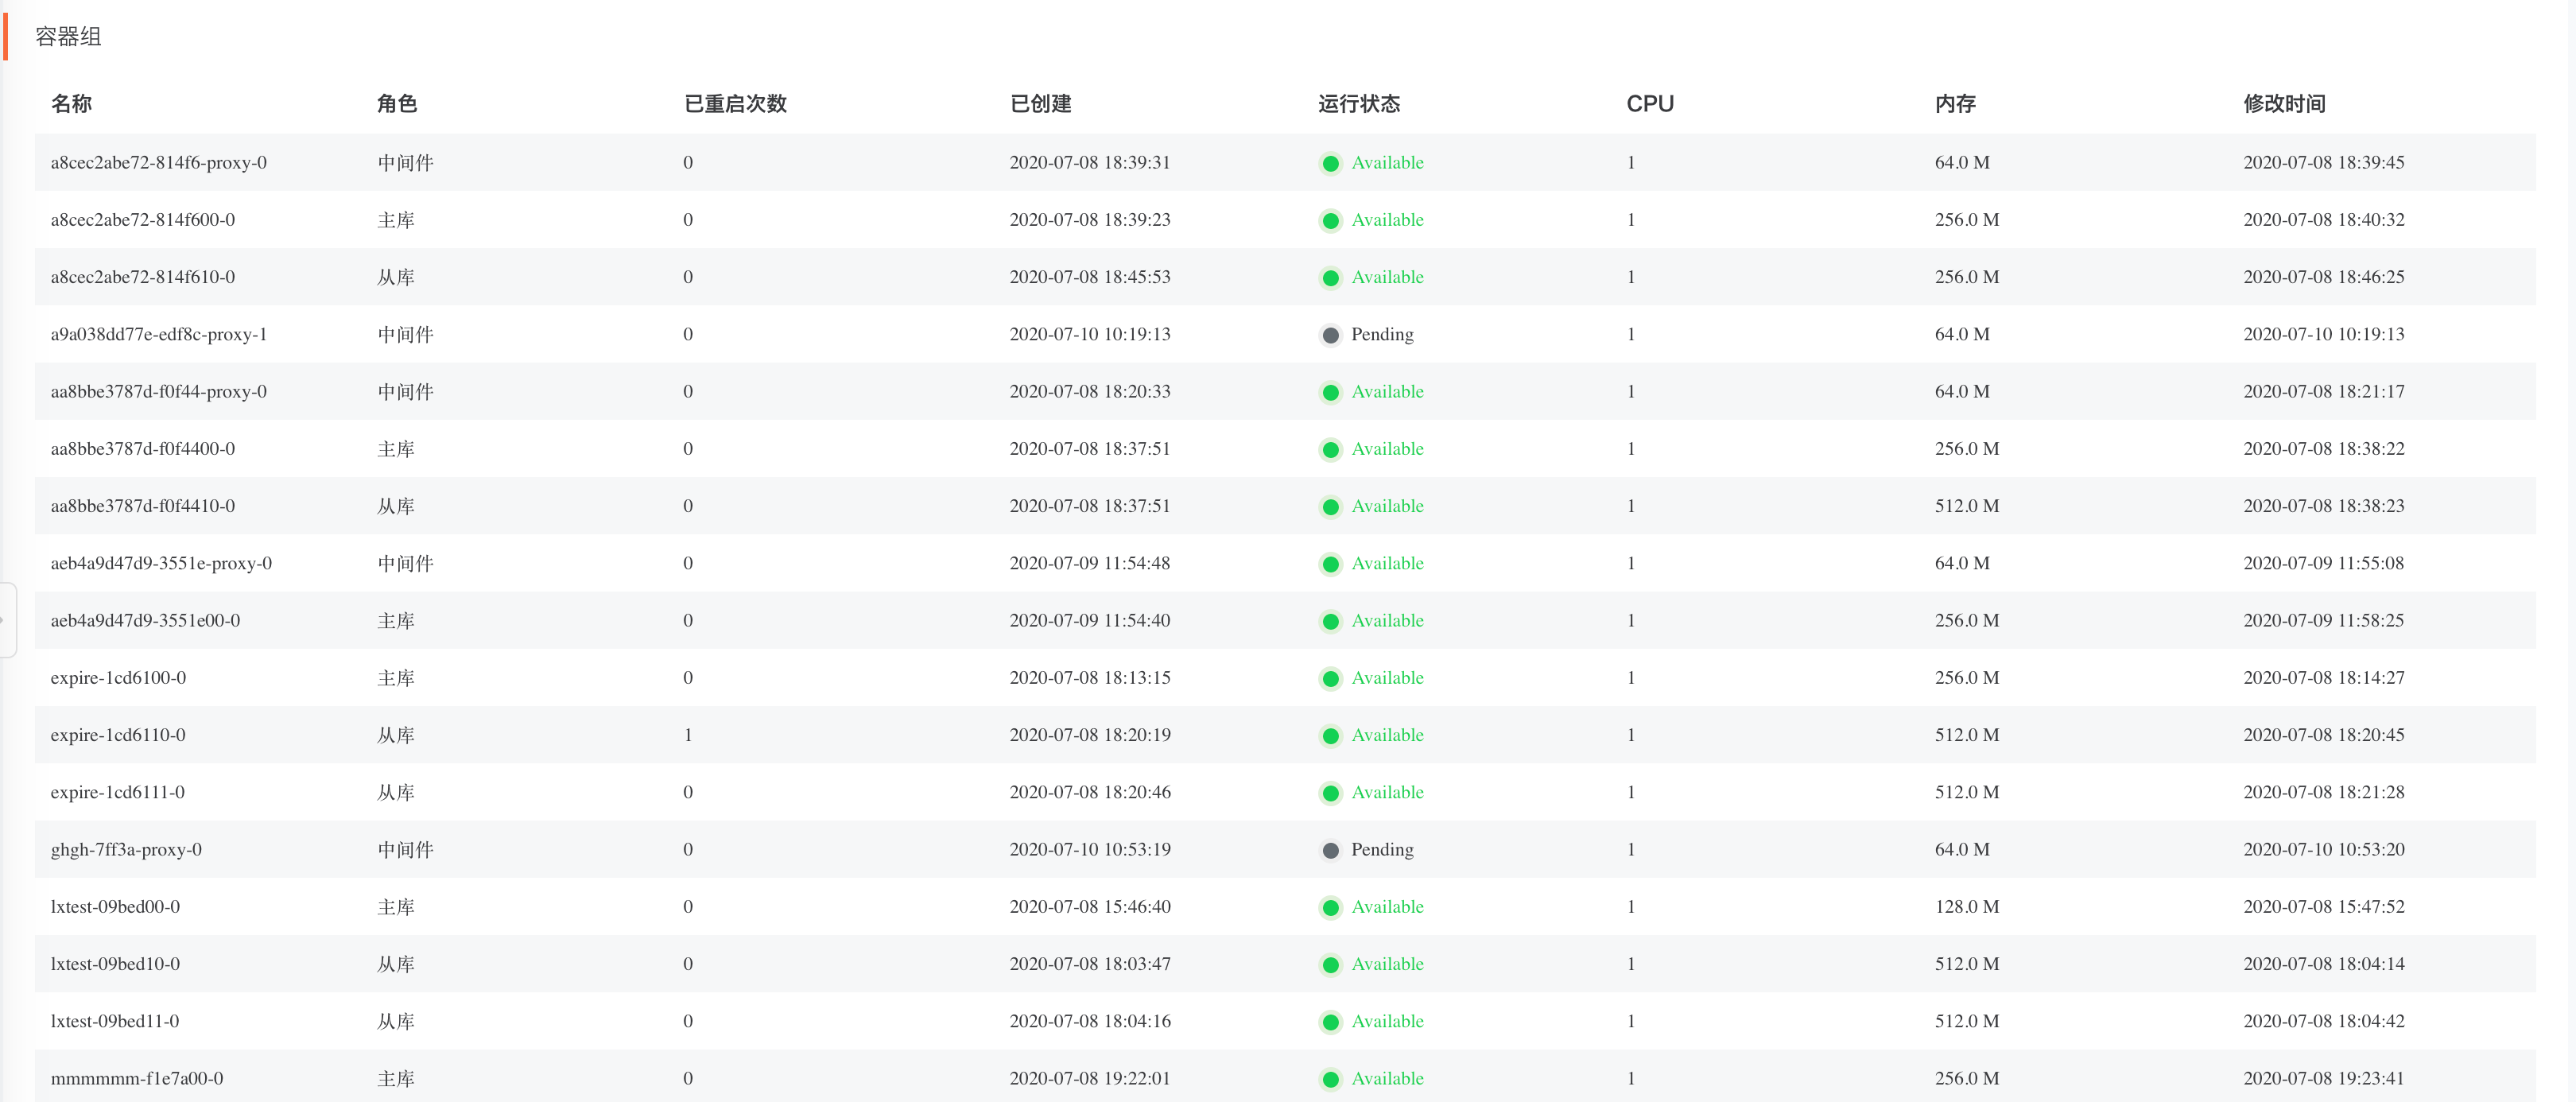 容器组
名称 角色 已重启次数 已创建 运行状态 CPU 内存 修改时间
a8cec2abe72-814f6-proxy-0 中间件 0 2020-07-08 18:39:31 Available 1 64.0 M 2020-07-08 18:39:45
a8cec2abe72-814f600-0 主库 0 2020-07-08 18:39:23 Available 1 256.0 M 2020-07-08 18:40:32
a8cec2abe72-814f610-0 从库 0 2020-07-08 18:45:53 Available 1 256.0 M 2020-07-08 18:46:25
a9a038dd77e-edf8c-proxy-1 中间件 0 2020-07-10 10:19:13 Pending 1 64.0 M 2020-07-10 10:19:13
aa8bbe3787d-f0f44-proxy-0 中间件 0 2020-07-08 18:20:33 Available 1 64.0 M 2020-07-08 18:21:17
aa8bbe3787d-f0f4400-0 主库 0 2020-07-08 18:37:51 Available 1 256.0 M 2020-07-08 18:38:22
aa8bbe3787d-f0f4410-0 从库 0 2020-07-08 18:37:51 Available 1 512.0 M 2020-07-08 18:38:23
aeb4a9d47d9-3551e-proxy-0 中间件 0 2020-07-09 11:54:48 Available 1 64.0 M 2020-07-09 11:55:08
aeb4a9d47d9-3551e00-0 主库 0 2020-07-09 11:54:40 Available 1 256.0 M 2020-07-09 11:58:25
expire-1cd6100-0 主库 0 2020-07-08 18:13:15 Available 1 256.0 M 2020-07-08 18:14:27
expire-1cd6110-0 从库 1 2020-07-08 18:20:19 Available 1 512.0 M 2020-07-08 18:20:45
expire-1cd6111-0 从库 0 2020-07-08 18:20:46 Available 1 512.0 M 2020-07-08 18:21:28
ghgh-7ff3a-proxy-0 中间件 0 2020-07-10 10:53:19 Pending 1 64.0 M 2020-07-10 10:53:20
lxtest-09bed00-0 主库 0 2020-07-08 15:46:40 Available 1 128.0 M 2020-07-08 15:47:52
lxtest-09bed10-0 从库 0 2020-07-08 18:03:47 Available 1 512.0 M 2020-07-08 18:04:14
lxtest-09bed11-0 从库 0 2020-07-08 18:04:16 Available 1 512.0 M 2020-07-08 18:04:42
mmmmmm-f1e7a00-0 主库 0 2020-07-08 19:22:01 Available 1 256.0 M 2020-07-08 19:23:41